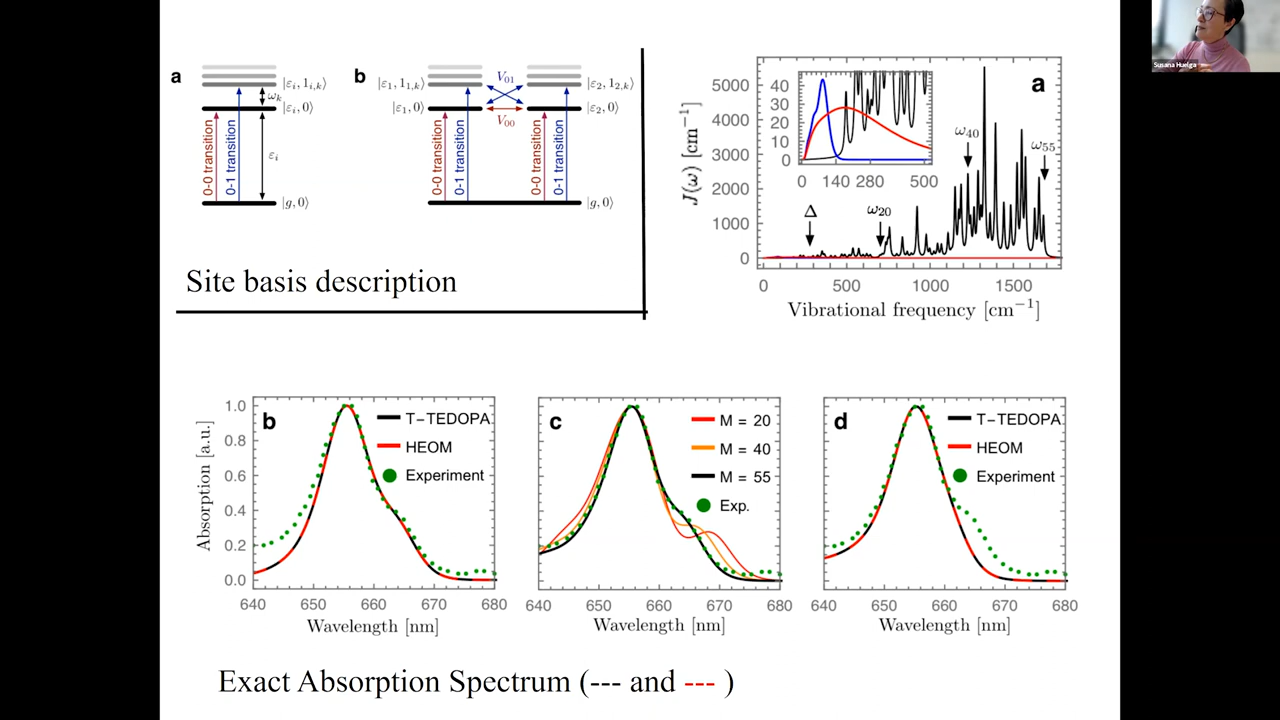 a
|εi, 1i,k⟩
ωk
|εi, 0⟩
0-0 transition
0-1 transition
εi
|g, 0⟩
b
|ε1, 11,k⟩
V01
|ε2, 12,k⟩
|ε1, 0⟩
V00
|ε2, 0⟩
0-0 transition
0-1 transition
0-0 transition
0-1 transition
|g, 0⟩
Site basis description
a
J(ω) [cm−1]
5000
4000
3000
2000
1000
0
40
30
20
10
0
0 140 280 500
Δ
ω20
ω40
ω55
0 500 1000 1500
Vibrational frequency [cm−1]
Susana Huelga
b
Absorption [a.u.]
1.0
0.8
0.6
0.4
0.2
0.0
T-TEDOPA
HEOM
Experiment
640 650 660 670 680
Wavelength [nm]
c
M = 20
M = 40
M = 55
Exp.
640 650 660 670 680
Wavelength [nm]
d
T-TEDOPA
HEOM
Experiment
640 650 660 670 680
Wavelength [nm]
Exact Absorption Spectrum (--- and --- )